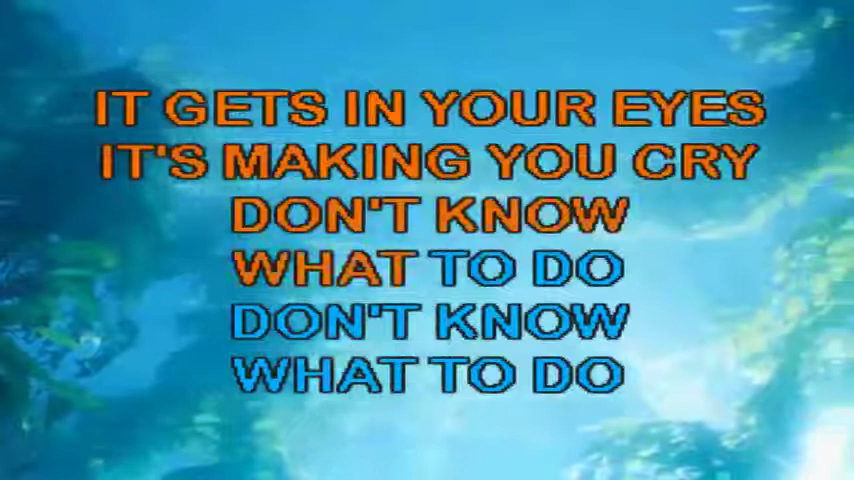 IT GETS IN YOUR EYES
IT'S MAKING YOU CRY
DON'T KNOW
WHAT TO DO
DON'T KNOW
WHAT TO DO